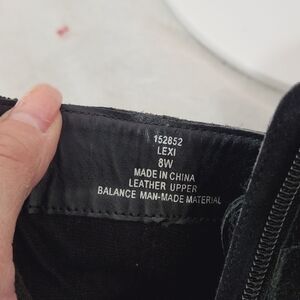 152852
LEXI
8W
MADE IN CHINA
LEATHER UPPER
BALANCE MAN-MADE MATERIAL